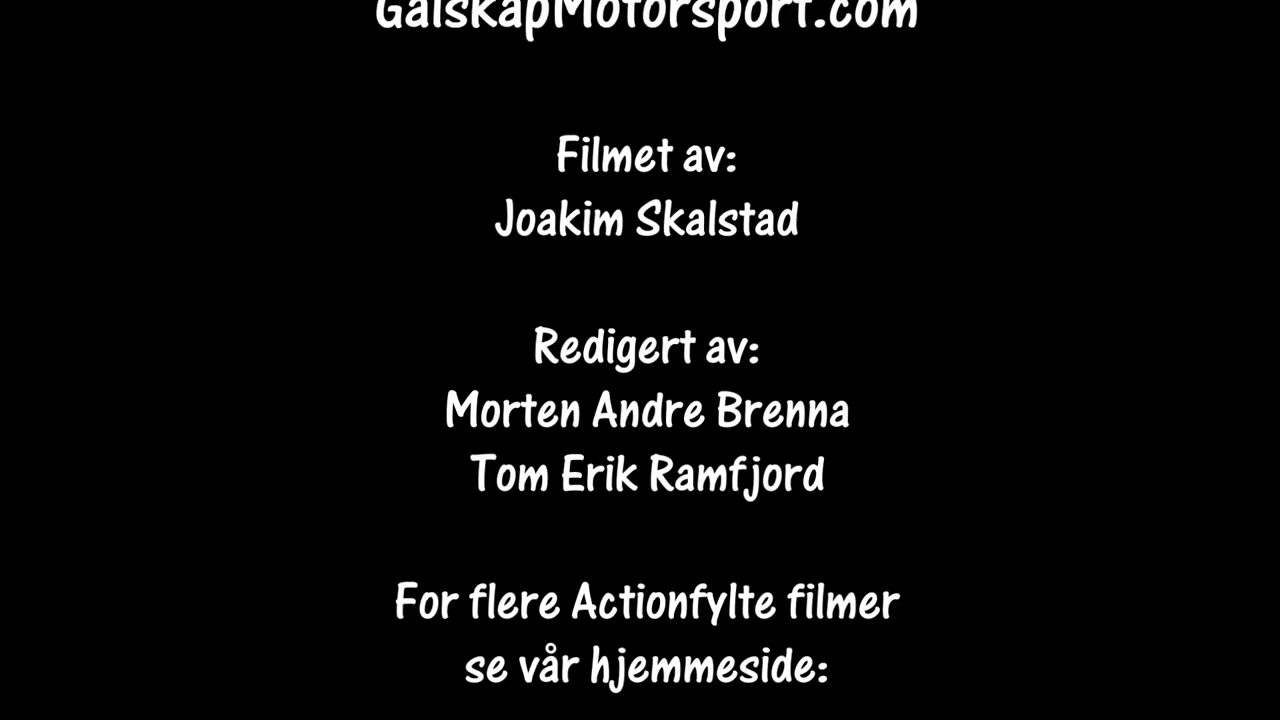 GalskapMotorsport.com
Filmet av:
Joakim Skalstad
Redigert av:
Morten Andre Brenna
Tom Erik Ramfjord
For flere Actionfylte filmer
se vår hjemmeside: